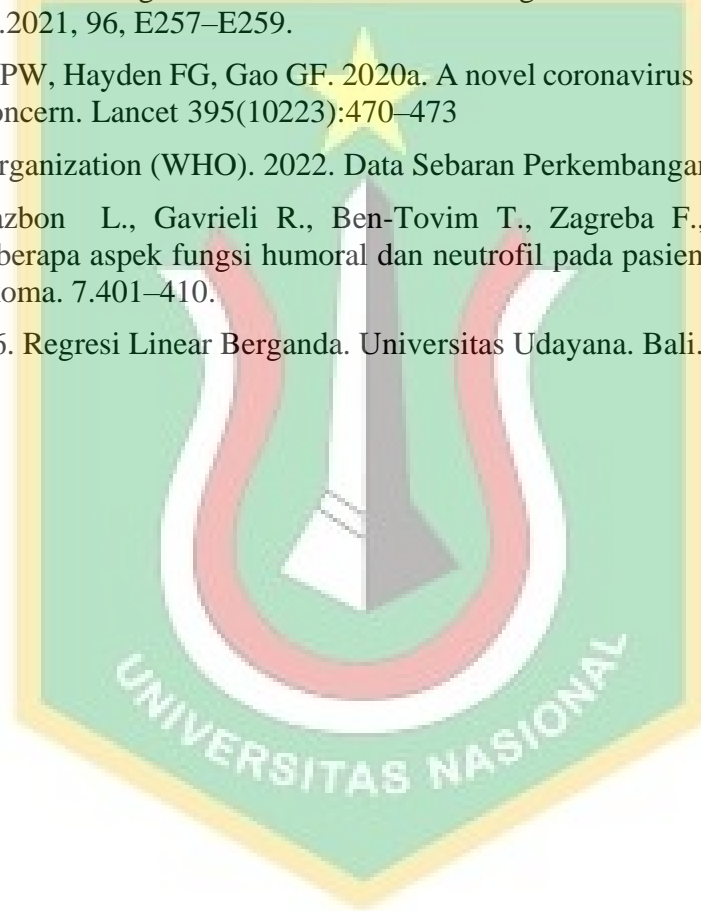 .2021, 96, E257–E259.
PW, Hayden FG, Gao GF. 2020a. A novel coronavirus
oncern. Lancet 395(10223):470–473
rganization (WHO). 2022. Data Sebaran Perkembangan
azbon L., Gavrieli R., Ben-Tovim T., Zagreba F.,
berapa aspek fungsi humoral dan neutrofil pada pasien
oma. 7.401–410.
. Regresi Linear Berganda. Universitas Udayana. Bali.
UNIVERSITAS NASIONAL